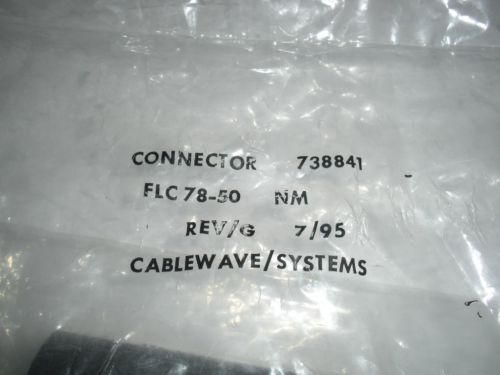 CONNECTOR 738841
FLC 78-50 NM
REV/G 7/95
CABLEWAVE/SYSTEMS